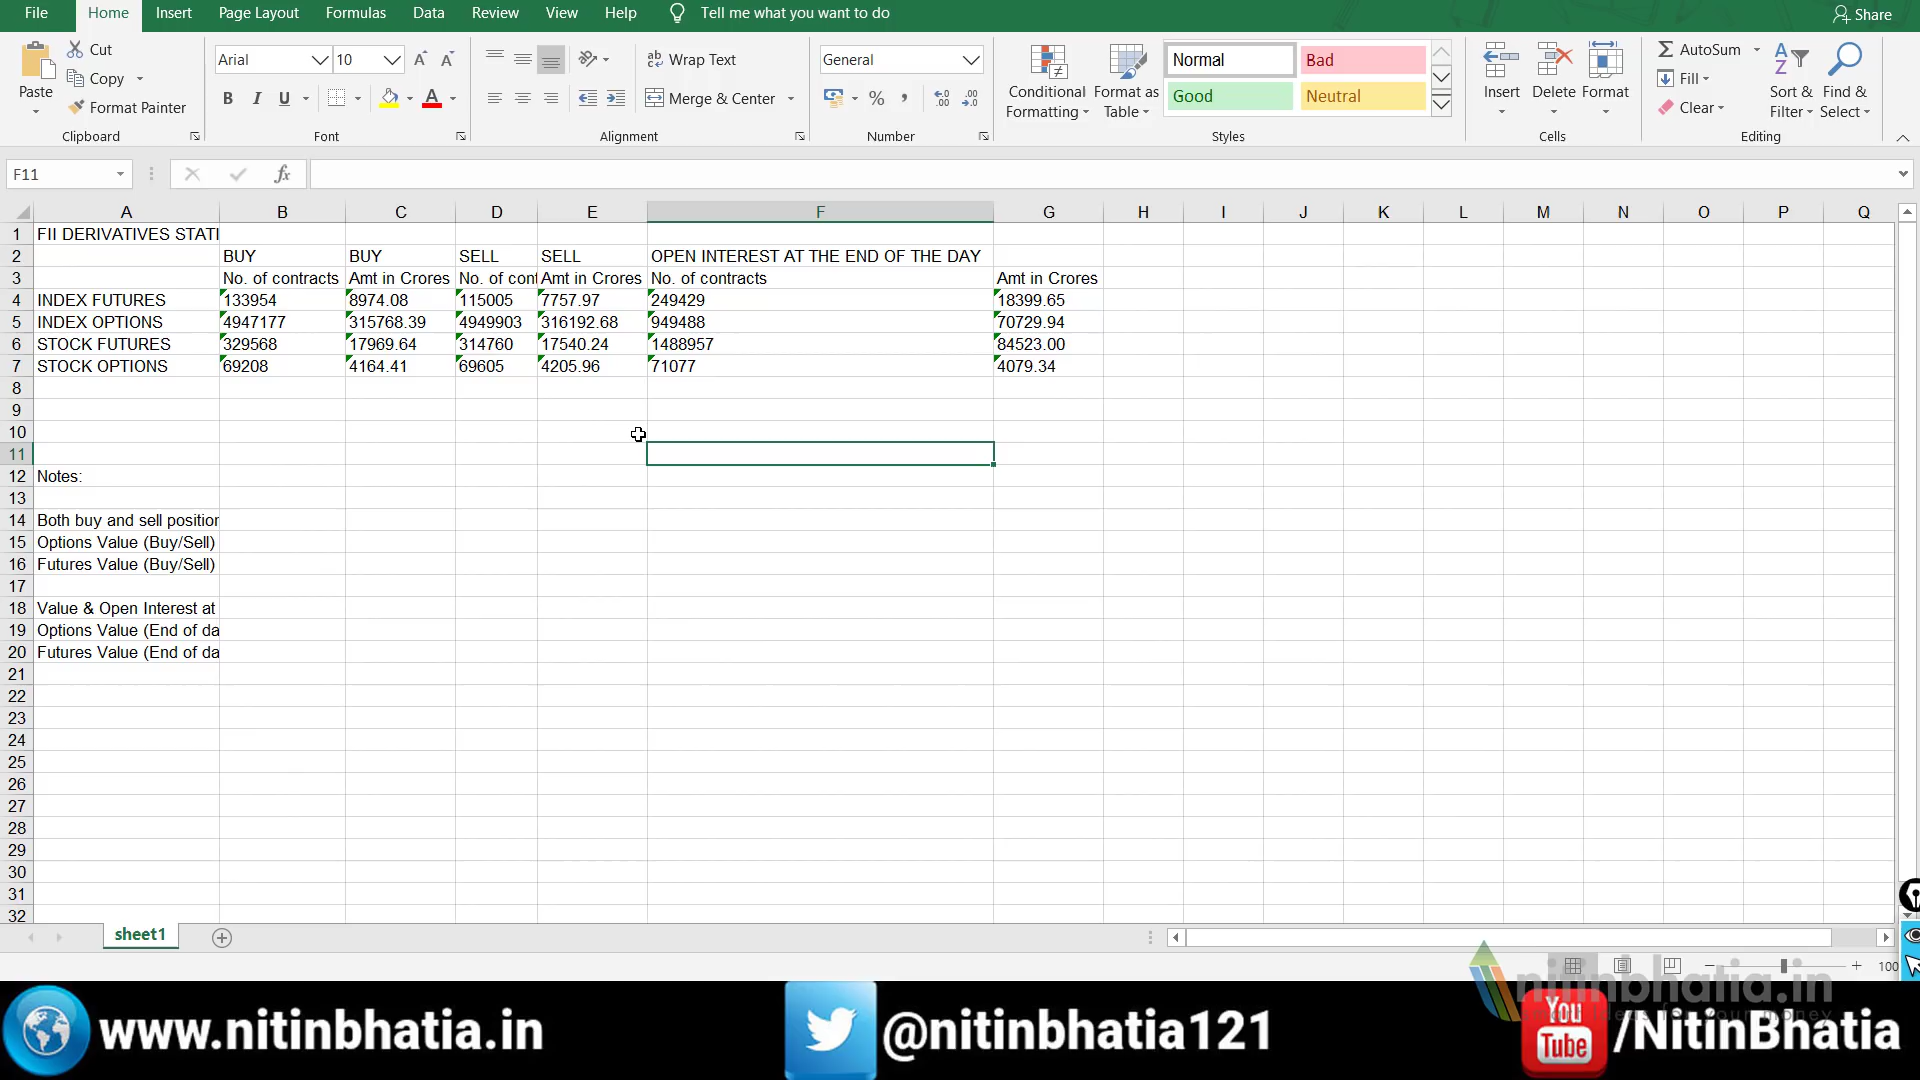 File Home Insert Page Layout Formulas Data Review View Help Tell me what you want to do Share
Paste Cut Copy Format Painter Clipboard
Arial 10 B I U Font
Wrap Text Merge & Center Alignment
General % , Number
Conditional Formatting Format as Table Normal Bad Good Neutral Styles
Insert Delete Format Cells
AutoSum Fill Clear Sort & Filter Find & Select Editing
F11 fx
A B C D E F G H I J K L M N O P Q
1 FII DERIVATIVES STATI
2 BUY BUY SELL SELL OPEN INTEREST AT THE END OF THE DAY
3 No. of contracts Amt in Crores No. of cont Amt in Crores No. of contracts Amt in Crores
4 INDEX FUTURES 133954 8974.08 115005 7757.97 249429 18399.65
5 INDEX OPTIONS 4947177 315768.39 4949903 316192.68 949488 70729.94
6 STOCK FUTURES 329568 17969.64 314760 17540.24 1488957 84523.00
7 STOCK OPTIONS 69208 4164.41 69605 4205.96 71077 4079.34
8
9
10
11
12 Notes:
13
14 Both buy and sell position
15 Options Value (Buy/Sell)
16 Futures Value (Buy/Sell)
17
18 Value & Open Interest at
19 Options Value (End of da
20 Futures Value (End of da
21
22
23
24
25
26
27
28
29
30
31
32
sheet1
100
nitinbhatia.in
www.nitinbhatia.in @nitinbhatia121 You Tube /NitinBhatia